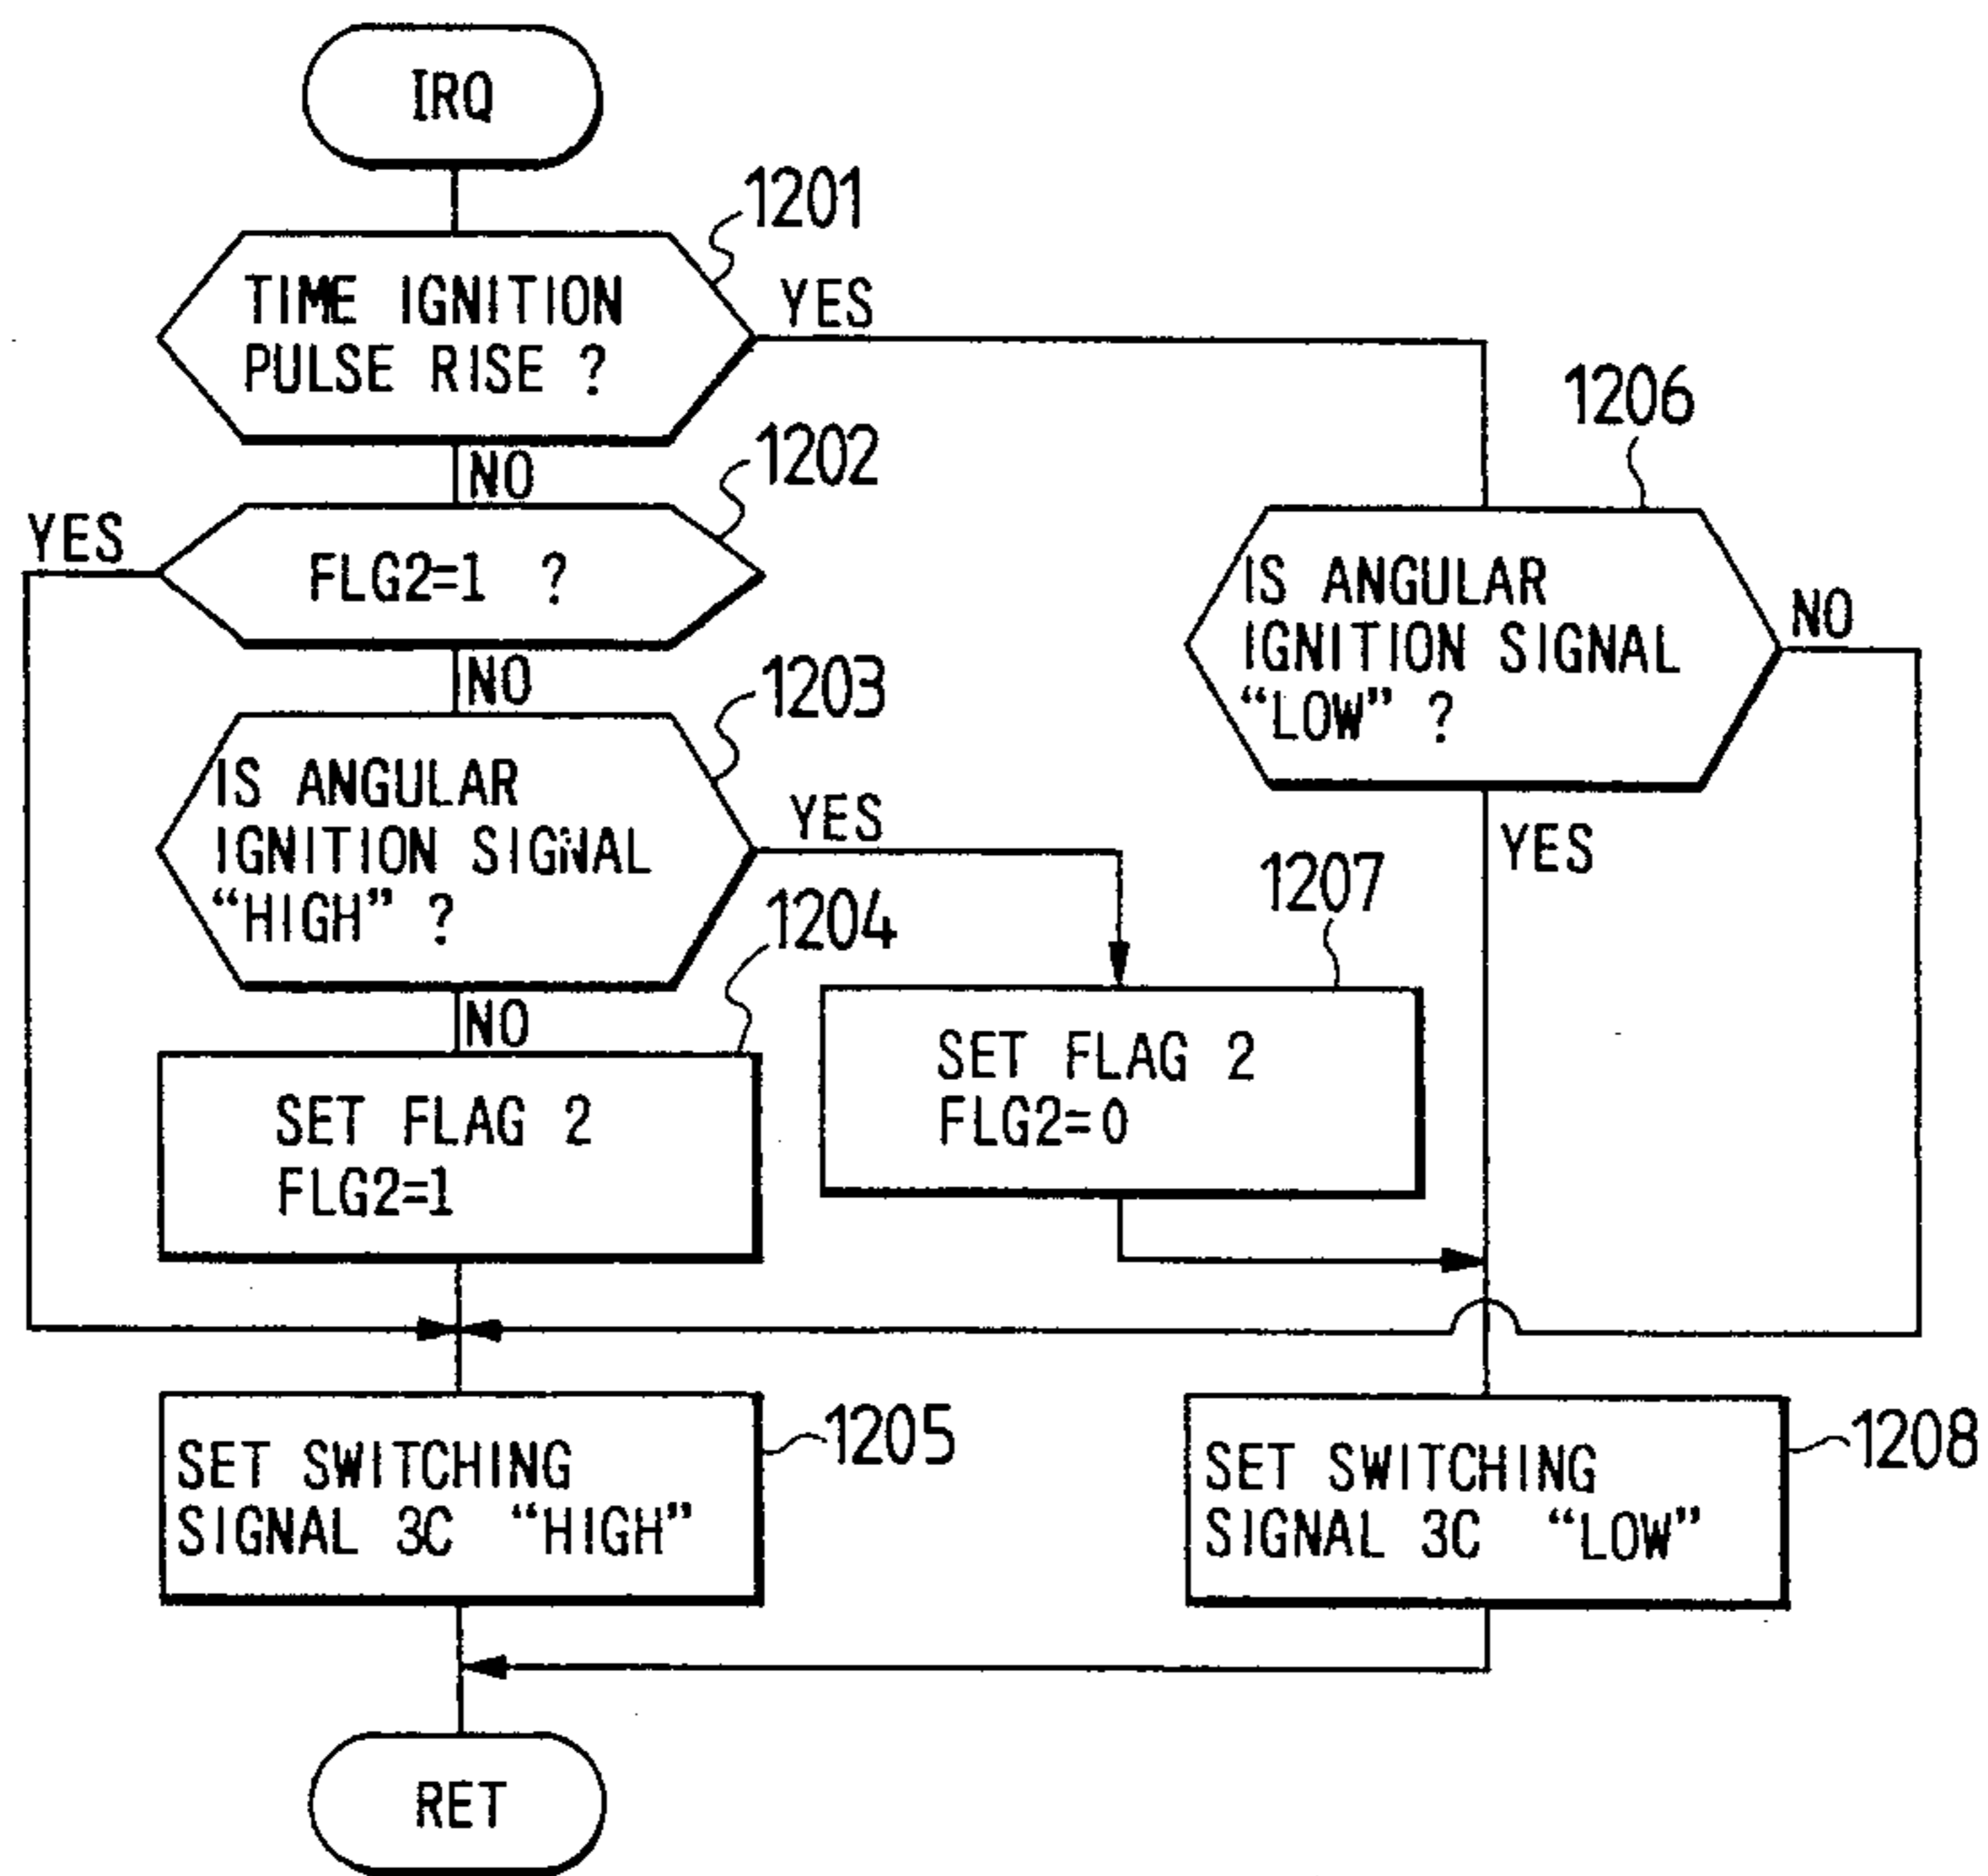 IRQ
1201
TIME IGNITION
PULSE RISE ?
YES
NO
1202
YES
FLG2=1 ?
NO
1203
IS ANGULAR
IGNITION SIGNAL
“HIGH” ?
YES
NO
1204
SET FLAG 2
FLG2=1
1206
IS ANGULAR
IGNITION SIGNAL
“LOW” ?
NO
YES
1207
SET FLAG 2
FLG2=0
SET SWITCHING
SIGNAL 3C “HIGH”
1205
SET SWITCHING
SIGNAL 3C “LOW”
1208
RET